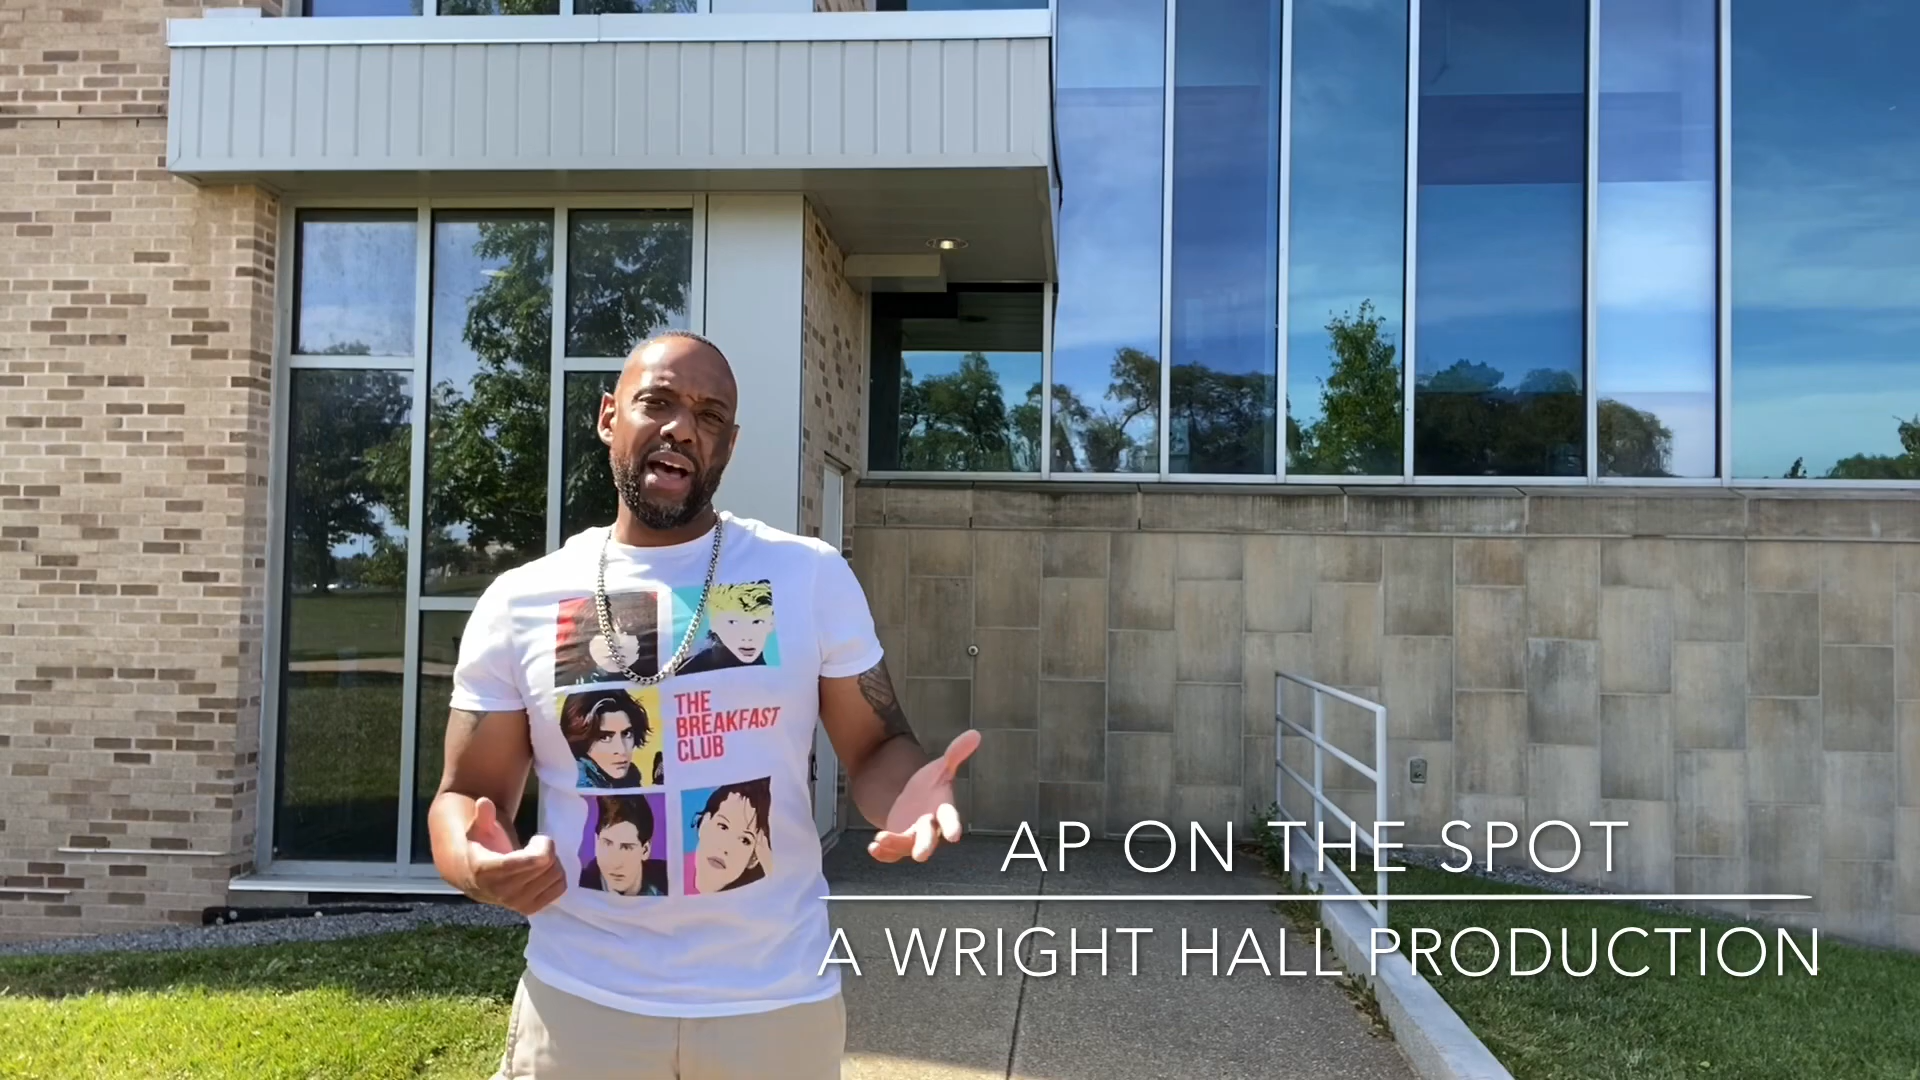 THE
BREAKFAST
CLUB
AP ON THE SPOT
A WRIGHT HALL PRODUCTION